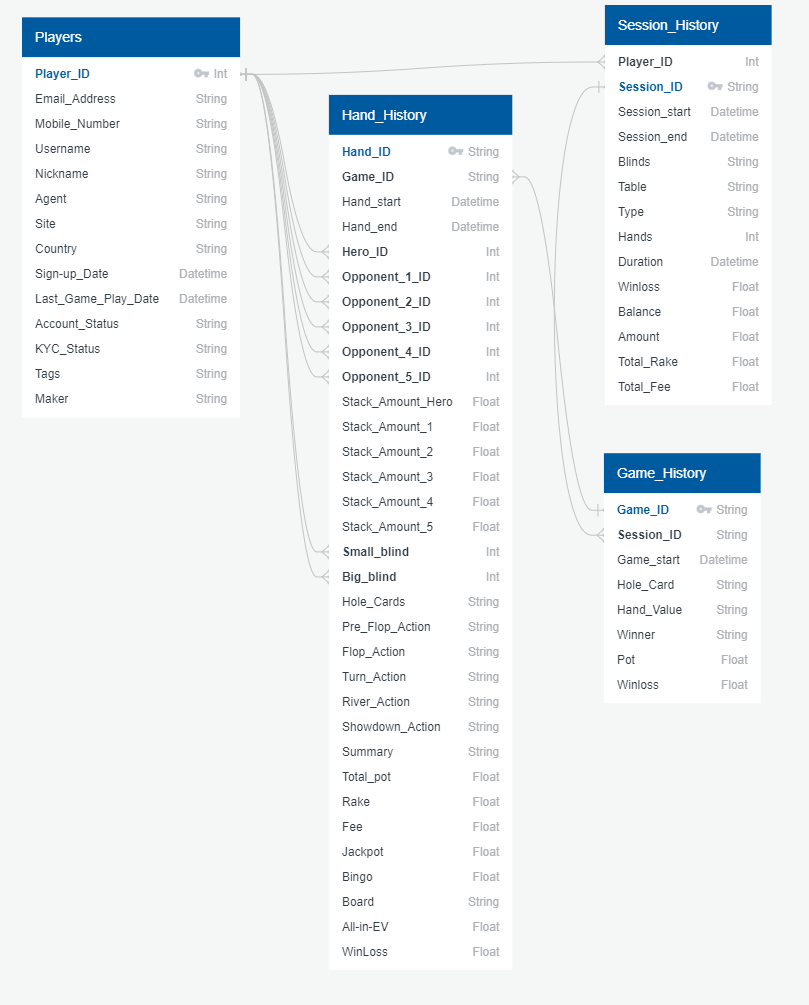 Players
Player_ID Int
Email_Address String
Mobile_Number String
Username String
Nickname String
Agent String
Site String
Country String
Sign-up_Date Datetime
Last_Game_Play_Date Datetime
Account_Status String
KYC_Status String
Tags String
Maker String
Hand_History
Hand_ID String
Game_ID String
Hand_start Datetime
Hand_end Datetime
Hero_ID Int
Opponent_1_ID Int
Opponent_2_ID Int
Opponent_3_ID Int
Opponent_4_ID Int
Opponent_5_ID Int
Stack_Amount_Hero Float
Stack_Amount_1 Float
Stack_Amount_2 Float
Stack_Amount_3 Float
Stack_Amount_4 Float
Stack_Amount_5 Float
Small_blind Int
Big_blind Int
Hole_Cards String
Pre_Flop_Action String
Flop_Action String
Turn_Action String
River_Action String
Showdown_Action String
Summary String
Total_pot Float
Rake Float
Fee Float
Jackpot Float
Bingo Float
Board String
All-in-EV Float
WinLoss Float
Session_History
Player_ID Int
Session_ID String
Session_start Datetime
Session_end Datetime
Blinds String
Table String
Type String
Hands Int
Duration Datetime
Winloss Float
Balance Float
Amount Float
Total_Rake Float
Total_Fee Float
Game_History
Game_ID String
Session_ID String
Game_start Datetime
Hole_Card String
Hand_Value String
Winner String
Pot Float
Winloss Float